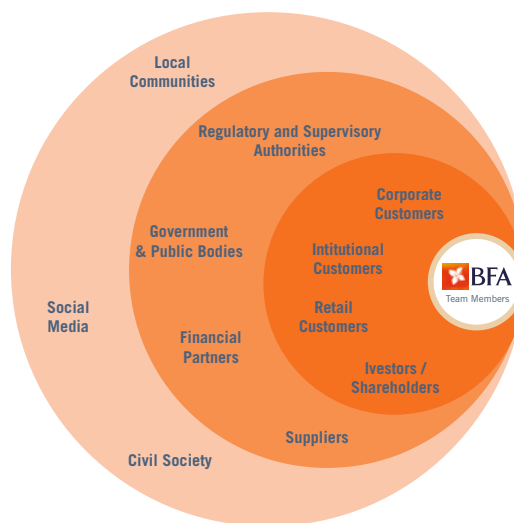 Local
Communities
Regulatory and Supervisory
Authorities
Corporate
Customers
Government
& Public Bodies
Intitutional
Customers
BFA
Team Members
Social
Media
Retail
Customers
Financial
Partners
Ivestors /
Shareholders
Suppliers
Civil Society